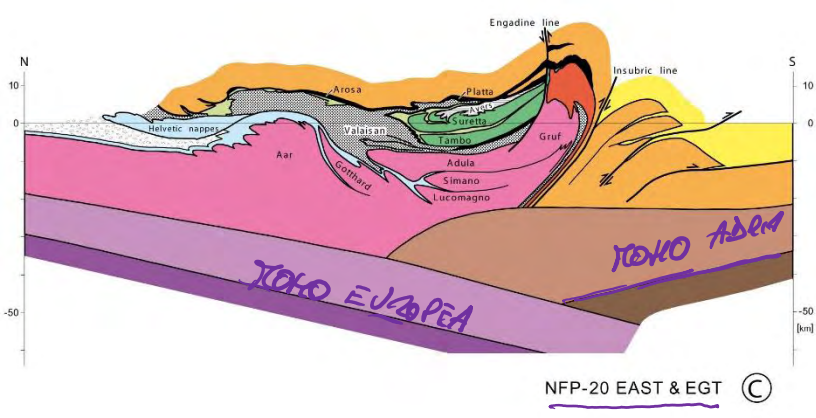 Engadine line
N
S
Insubric line
10
10
Arosa
Platta
Avers
Suretta
0
0
Helvetic nappes
Valaisan
Tambo
Gruf
Aar
Adula
Gotthard
Simano
Lucomagno
MOHO ADRIA
MOHO EUROPEA
-50
-50
[km]
NFP-20 EAST & EGT C